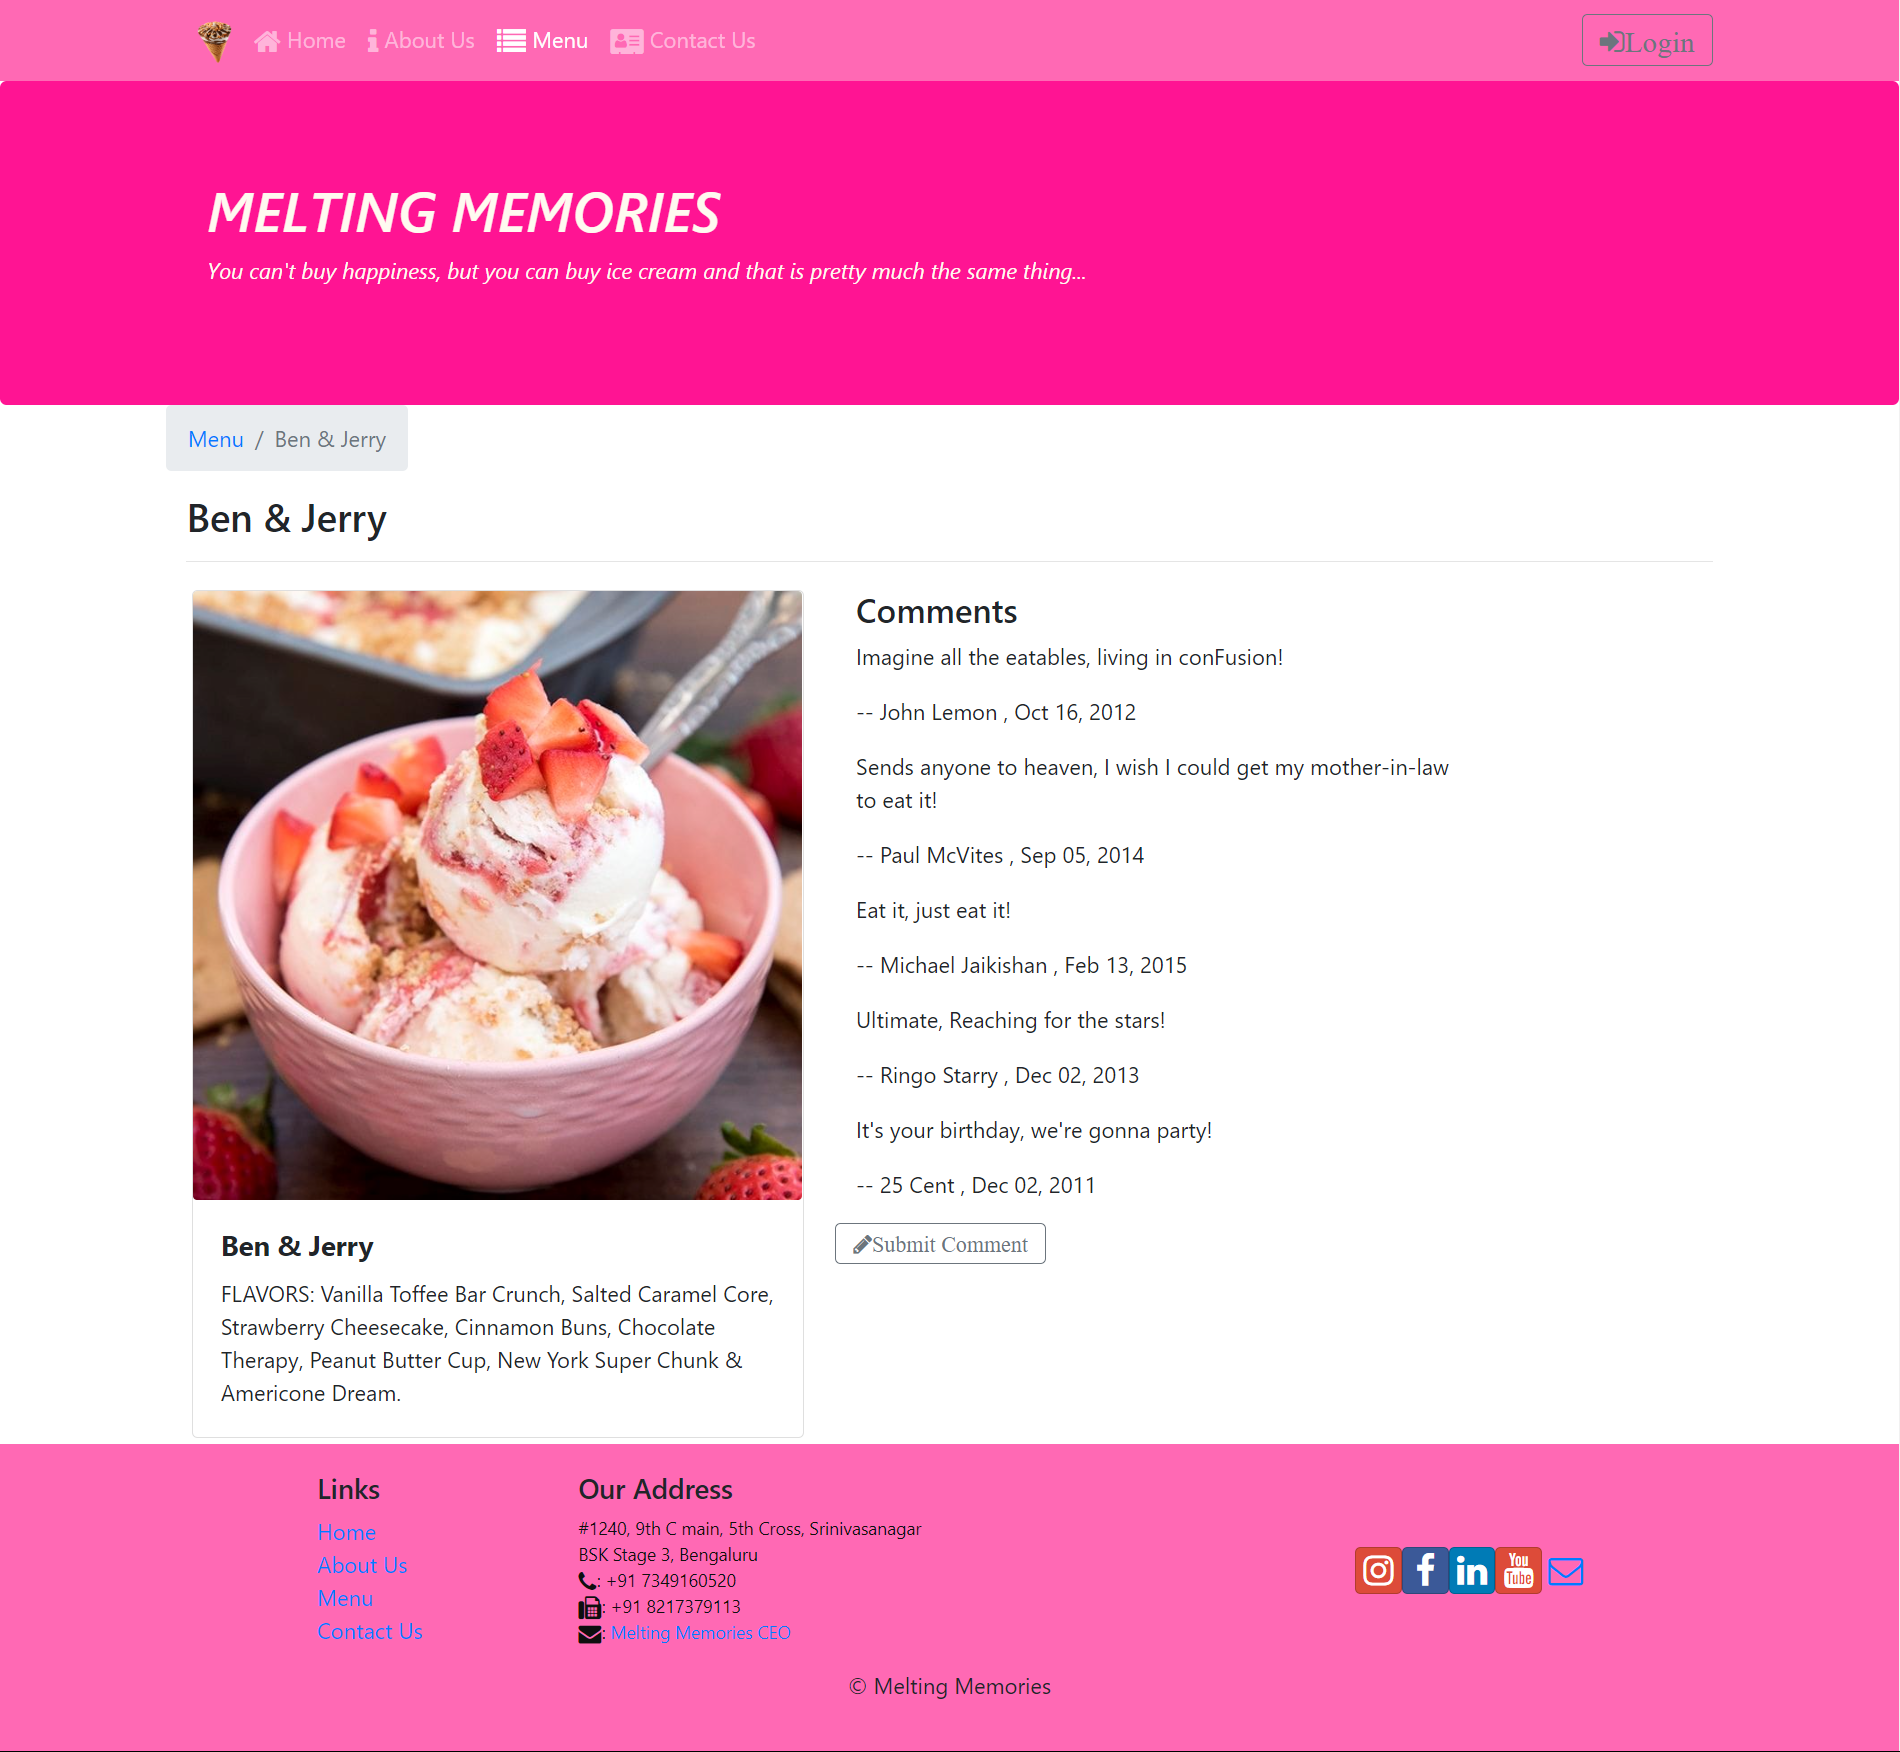 Home About Us Menu Contact Us Login
MELTING MEMORIES
You can't buy happiness, but you can buy ice cream and that is pretty much the same thing...
Menu / Ben & Jerry
Ben & Jerry
Comments
Imagine all the eatables, living in conFusion!
-- John Lemon , Oct 16, 2012
Sends anyone to heaven, I wish I could get my mother-in-law
to eat it!
-- Paul McVites , Sep 05, 2014
Eat it, just eat it!
-- Michael Jaikishan , Feb 13, 2015
Ultimate, Reaching for the stars!
-- Ringo Starry , Dec 02, 2013
It's your birthday, we're gonna party!
-- 25 Cent , Dec 02, 2011
Submit Comment
Ben & Jerry
FLAVORS: Vanilla Toffee Bar Crunch, Salted Caramel Core,
Strawberry Cheesecake, Cinnamon Buns, Chocolate
Therapy, Peanut Butter Cup, New York Super Chunk &
Americone Dream.
Links
Home
About Us
Menu
Contact Us
Our Address
#1240, 9th C main, 5th Cross, Srinivasanagar
BSK Stage 3, Bengaluru
: +91 7349160520
: +91 8217379113
: Melting Memories CEO
f in You
Tube
© Melting Memories